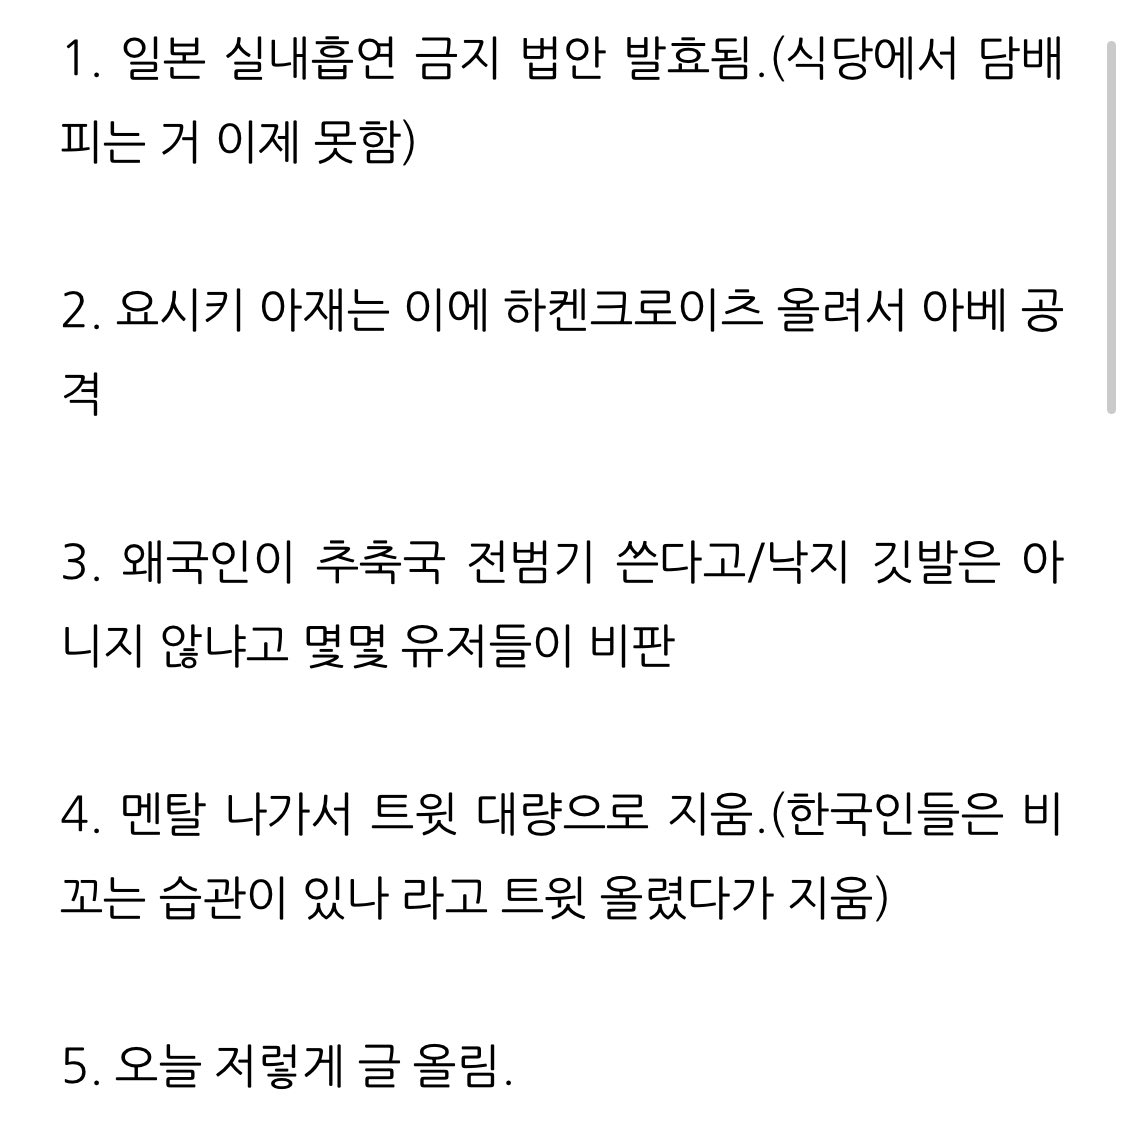 1. 일본 실내흡연 금지 법안 발효됨.(식당에서 담배
피는 거 이제 못함)
2. 요시키 아재는 이에 하켄크로이츠 올려서 아베 공
격
3. 왜국인이 추축국 전범기 쓴다고/낙지 깃발은 아
니지 않냐고 몇몇 유저들이 비판
4. 멘탈 나가서 트윗 대량으로 지움.(한국인들은 비
꼬는 습관이 있나 라고 트윗 올렸다가 지움)
5. 오늘 저렇게 글 올림.